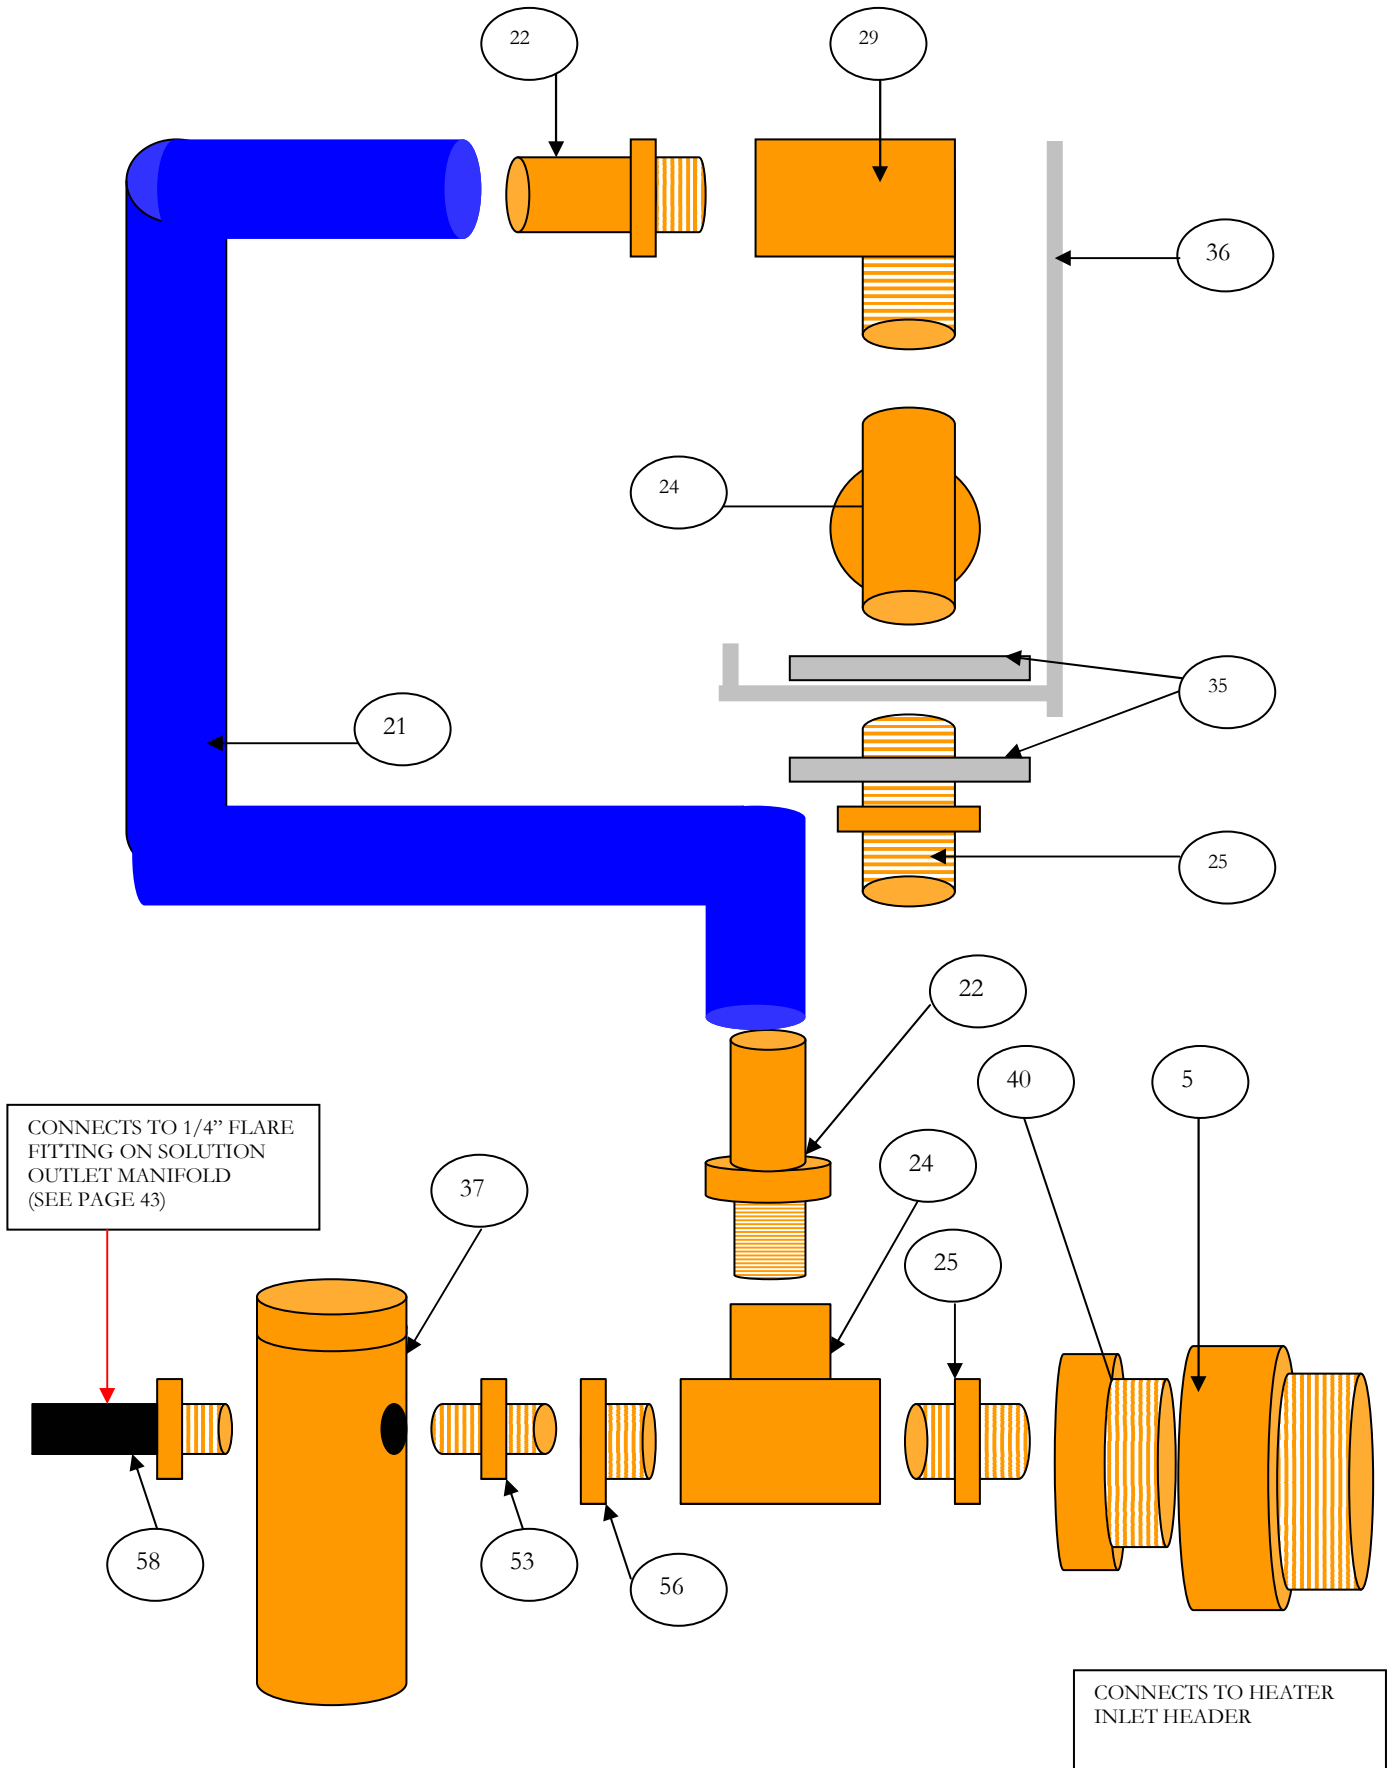 22
29
36
24
35
21
25
22
40
5
CONNECTS TO 1/4” FLARE
FITTING ON SOLUTION
OUTLET MANIFOLD
(SEE PAGE 43)
37
24
25
58
53
56
CONNECTS TO HEATER
INLET HEADER